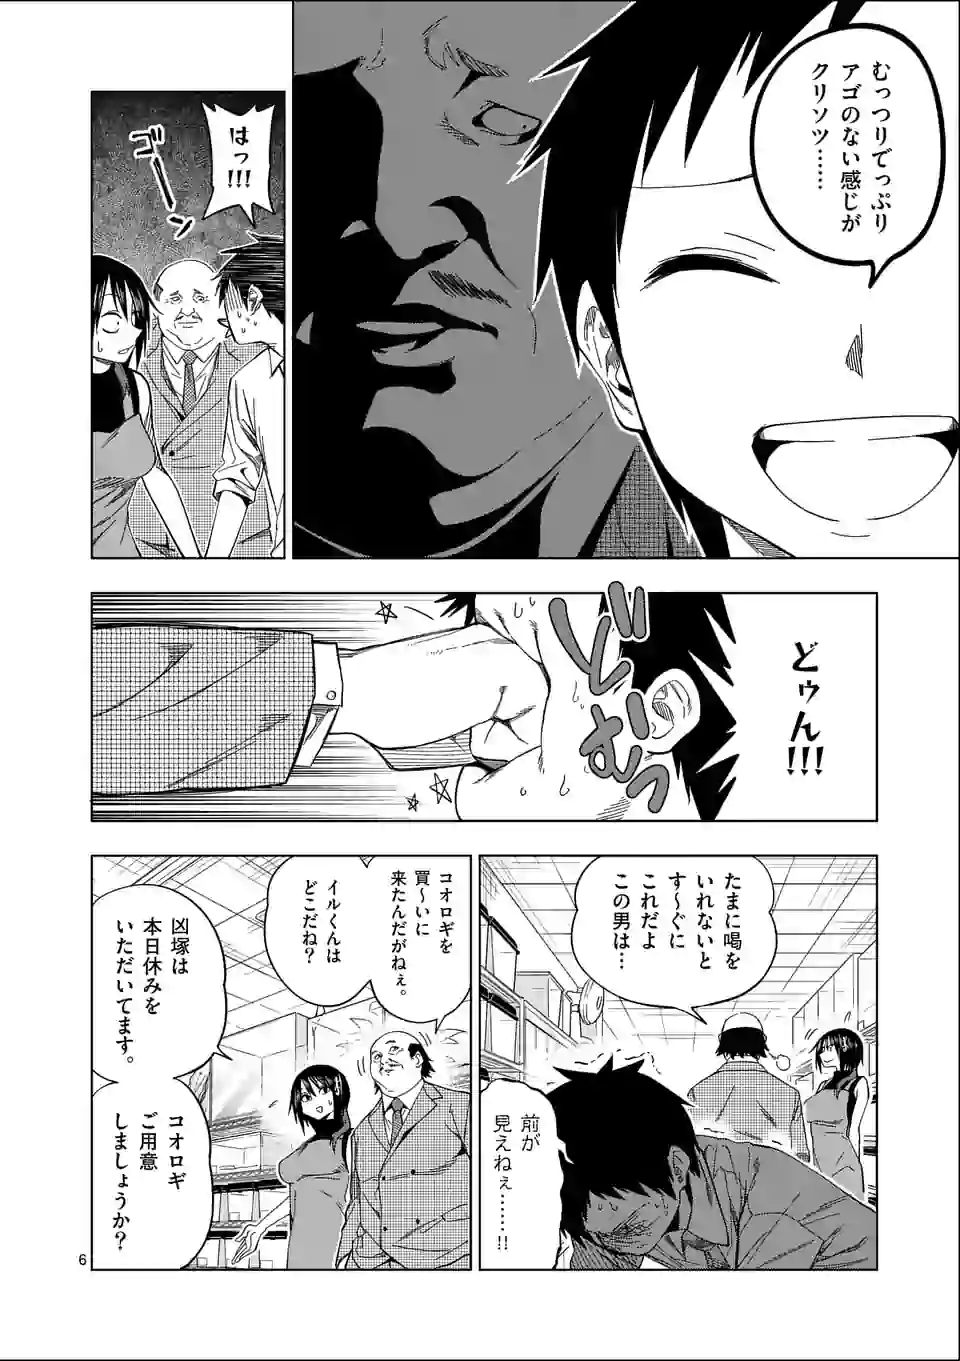 むっつりでっぷり
アゴのない感じが
クリソツ……
はっ!!!
ゴーン
どゥん!!!
びじむっ
たまに喝を
いれないと
す〜ぐに
これだよ
この男は…
前が
見えねぇ……!!
コオロギを
買〜いに
来たんだがねぇ。
イルくんは
どこだね?
凶塚は
本日休みを
いただいてます。
コオロギ
ご用意
しましょうか?
6